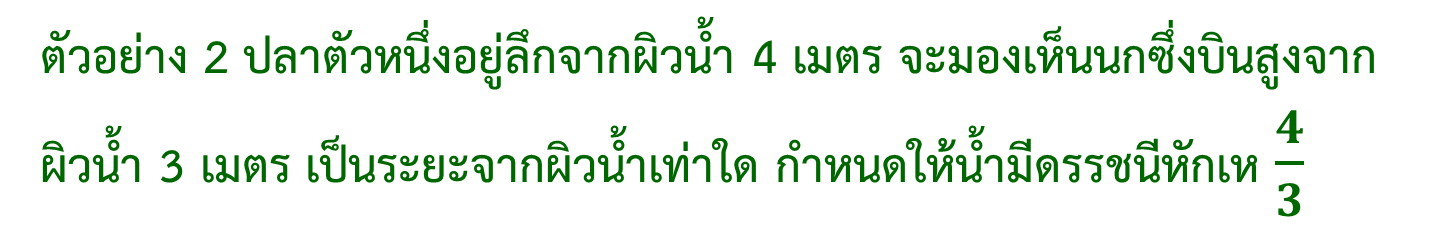 ตัวอย่าง 2 ปลาตัวหนึ่งอยู่ลึกจากผิวน้ำ 4 เมตร จะมองเห็นนกซึ่งบินสูงจาก
ผิวน้ำ 3 เมตร เป็นระยะจากผิวน้ำเท่าใด กำหนดให้น้ำมีดรรชนีหักเห 4/3